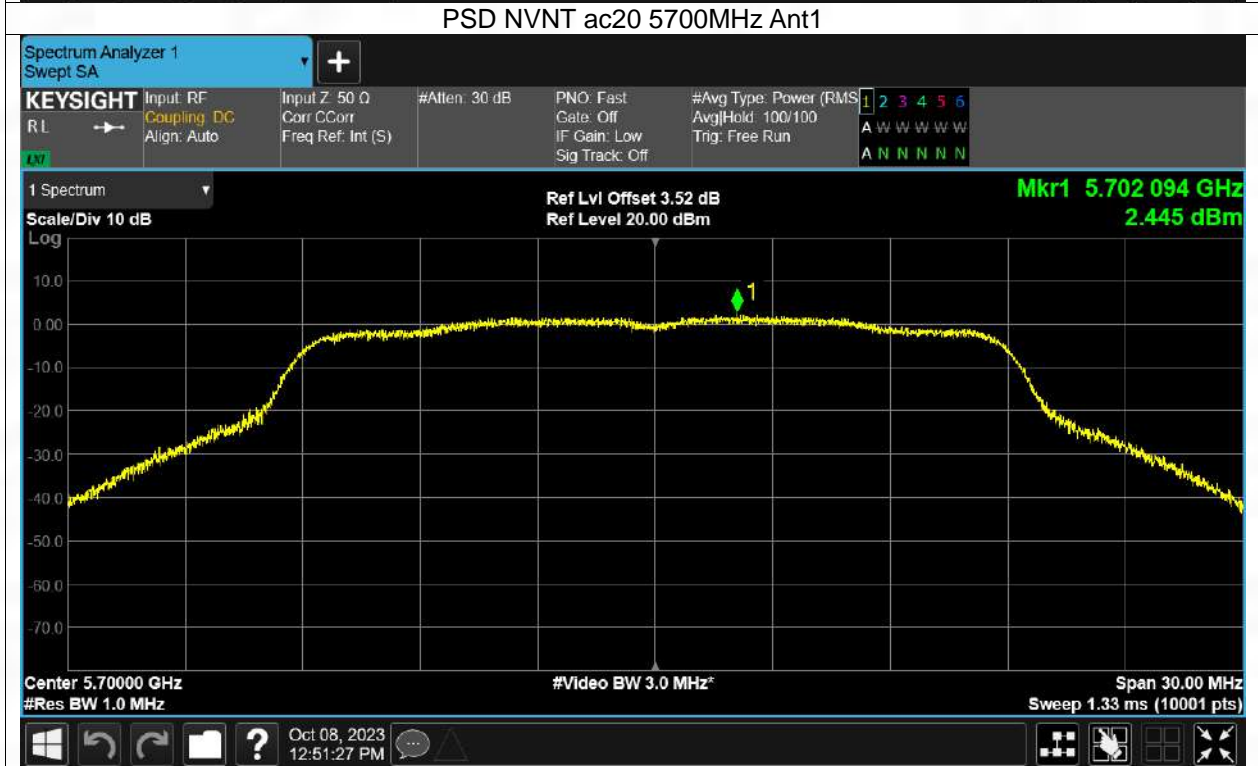 PSD NVNT ac20 5700MHz Ant1
Spectrum Analyzer 1
Swept SA
KEYSIGHT
RL
LXI
Input: RF
Coupling: DC
Align: Auto
Input Z: 50 Ω
Corr CCorr
Freq Ref: Int (S)
#Atten: 30 dB
PNO: Fast
Gate: Off
IF Gain: Low
Sig Track: Off
#Avg Type: Power (RMS
Avg|Hold: 100/100
Trig: Free Run
1 2 3 4 5 6
A W W W W W
A N N N N N
1 Spectrum
Scale/Div 10 dB
Log
Ref Lvl Offset 3.52 dB
Ref Level 20.00 dBm
Mkr1 5.702 094 GHz
2.445 dBm
10.0
0.00
-10.0
-20.0
-30.0
-40.0
-50.0
-60.0
-70.0
1
Center 5.70000 GHz
#Res BW 1.0 MHz
#Video BW 3.0 MHz*
Span 30.00 MHz
Sweep 1.33 ms (10001 pts)
?
Oct 08, 2023
12:51:27 PM